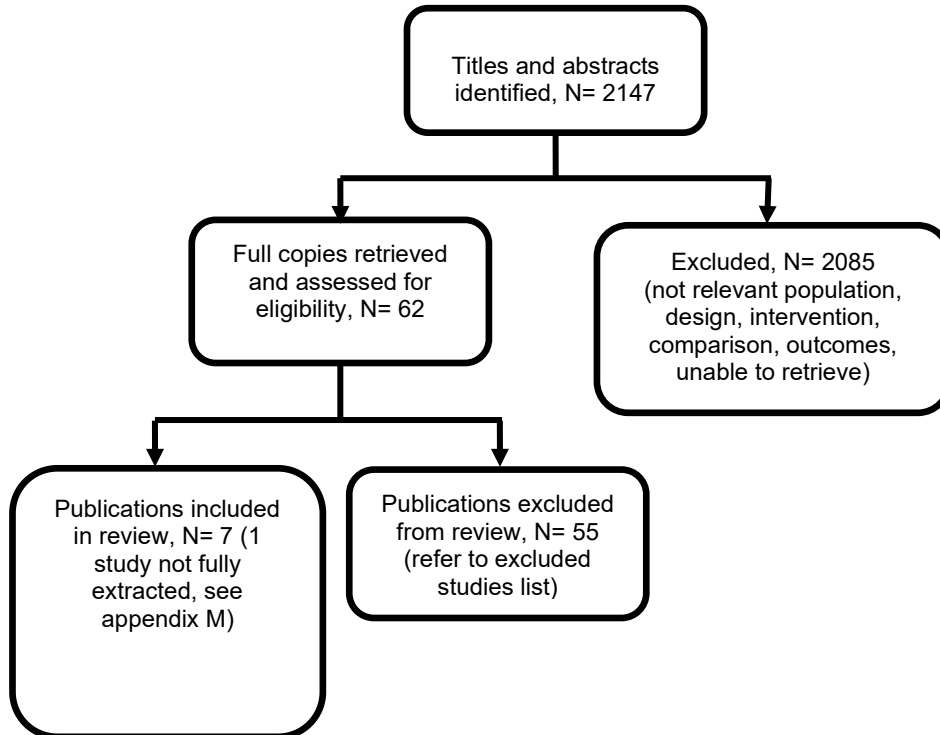 Titles and abstracts
identified, N= 2147
Full copies retrieved
and assessed for
eligibility, N= 62
Excluded, N= 2085
(not relevant population,
design, intervention,
comparison, outcomes,
unable to retrieve)
Publications included
in review, N= 7 (1
study not fully
extracted, see
appendix M)
Publications excluded
from review, N= 55
(refer to excluded
studies list)